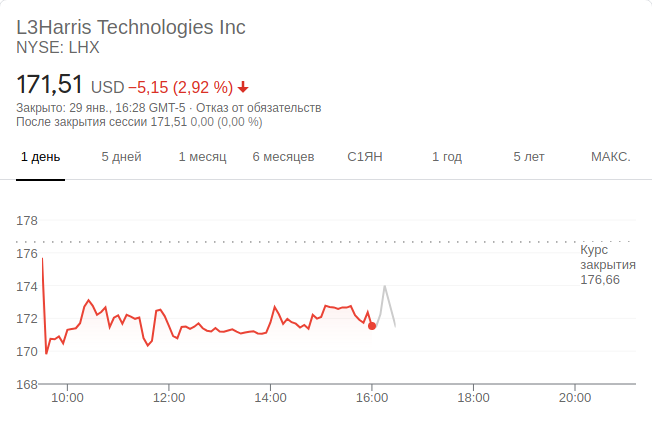 L3Harris Technologies Inc
NYSE: LHX
171,51 USD −5,15 (2,92 %)
Закрыто: 29 янв., 16:28 GMT-5 · Отказ от обязательств
После закрытия сессии 171,51 0,00 (0,00 %)
1 день 5 дней 1 месяц 6 месяцев С1ЯН 1 год 5 лет МАКС.
178
176
174
172
170
168
Курс
закрытия
176,66
10:00 12:00 14:00 16:00 18:00 20:00